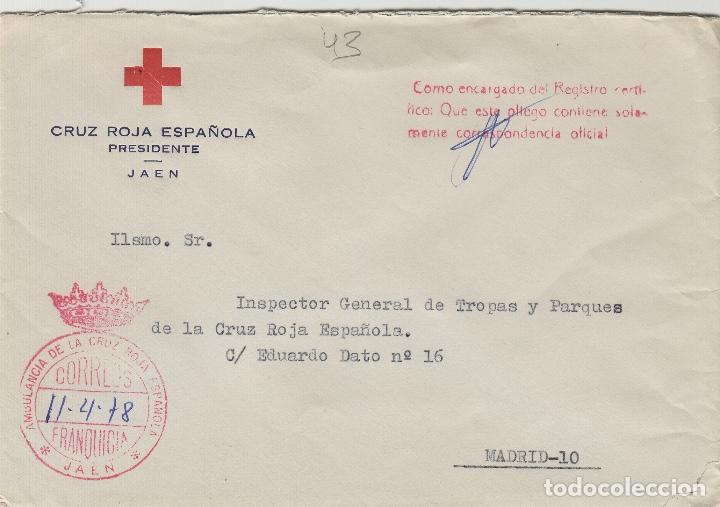 43
Como encargado del Registro certi-
fico: Que este pliego contiene sola-
mente correspondencia oficial
CRUZ ROJA ESPAÑOLA
PRESIDENTE
JAEN
Ilsmo. Sr.
Inspector General de Tropas y Parques
de la Cruz Roja Española.
C/ Eduardo Dato nº 16
AMBULANCIA DE LA CRUZ ROJA ESPAÑOLA
CORREOS
11-4-78
FRANQUICIA
* JAEN *
MADRID-10
todocoleccion.net